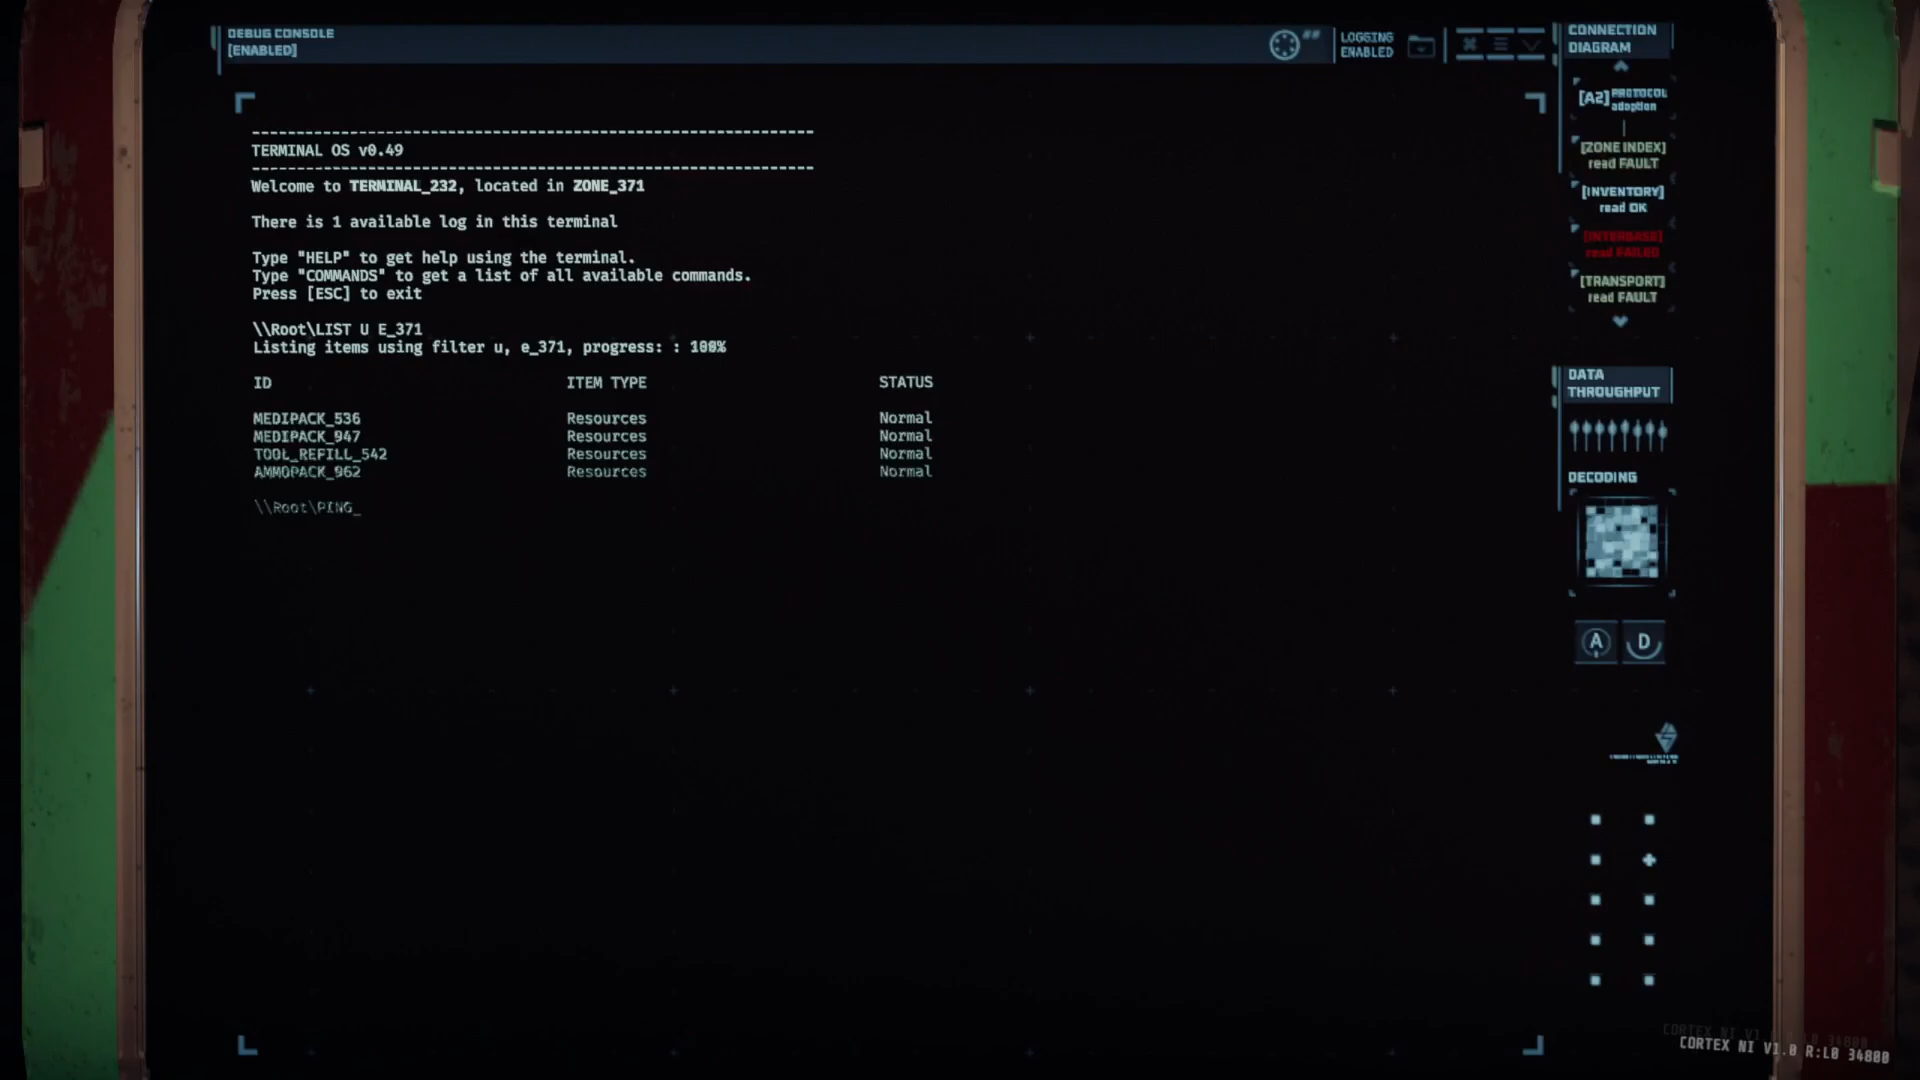 DEBUG CONSOLE
[ENABLED]
LOGGING
ENABLED
------------------------------------------------------------
TERMINAL OS v0.49
------------------------------------------------------------
Welcome to TERMINAL_232, located in ZONE_371
There is 1 available log in this terminal
Type "HELP" to get help using the terminal.
Type "COMMANDS" to get a list of all available commands.
Press [ESC] to exit
\\Root\LIST U E_371
Listing items using filter u, e_371, progress: : 100%
ID ITEM TYPE STATUS
MEDIPACK_536 Resources Normal
MEDIPACK_947 Resources Normal
TOOL_REFILL_542 Resources Normal
AMMOPACK_962 Resources Normal
\\Root\PING_
CONNECTION
DIAGRAM
[A2] PROTOCOL
adoption
[ZONE INDEX]
read FAULT
[INVENTORY]
read OK
[INTERBASE]
read FAILED
[TRANSPORT]
read FAULT
DATA
THROUGHPUT
DECODING
A D
CORTEX NI V1.0 R:L0 34800